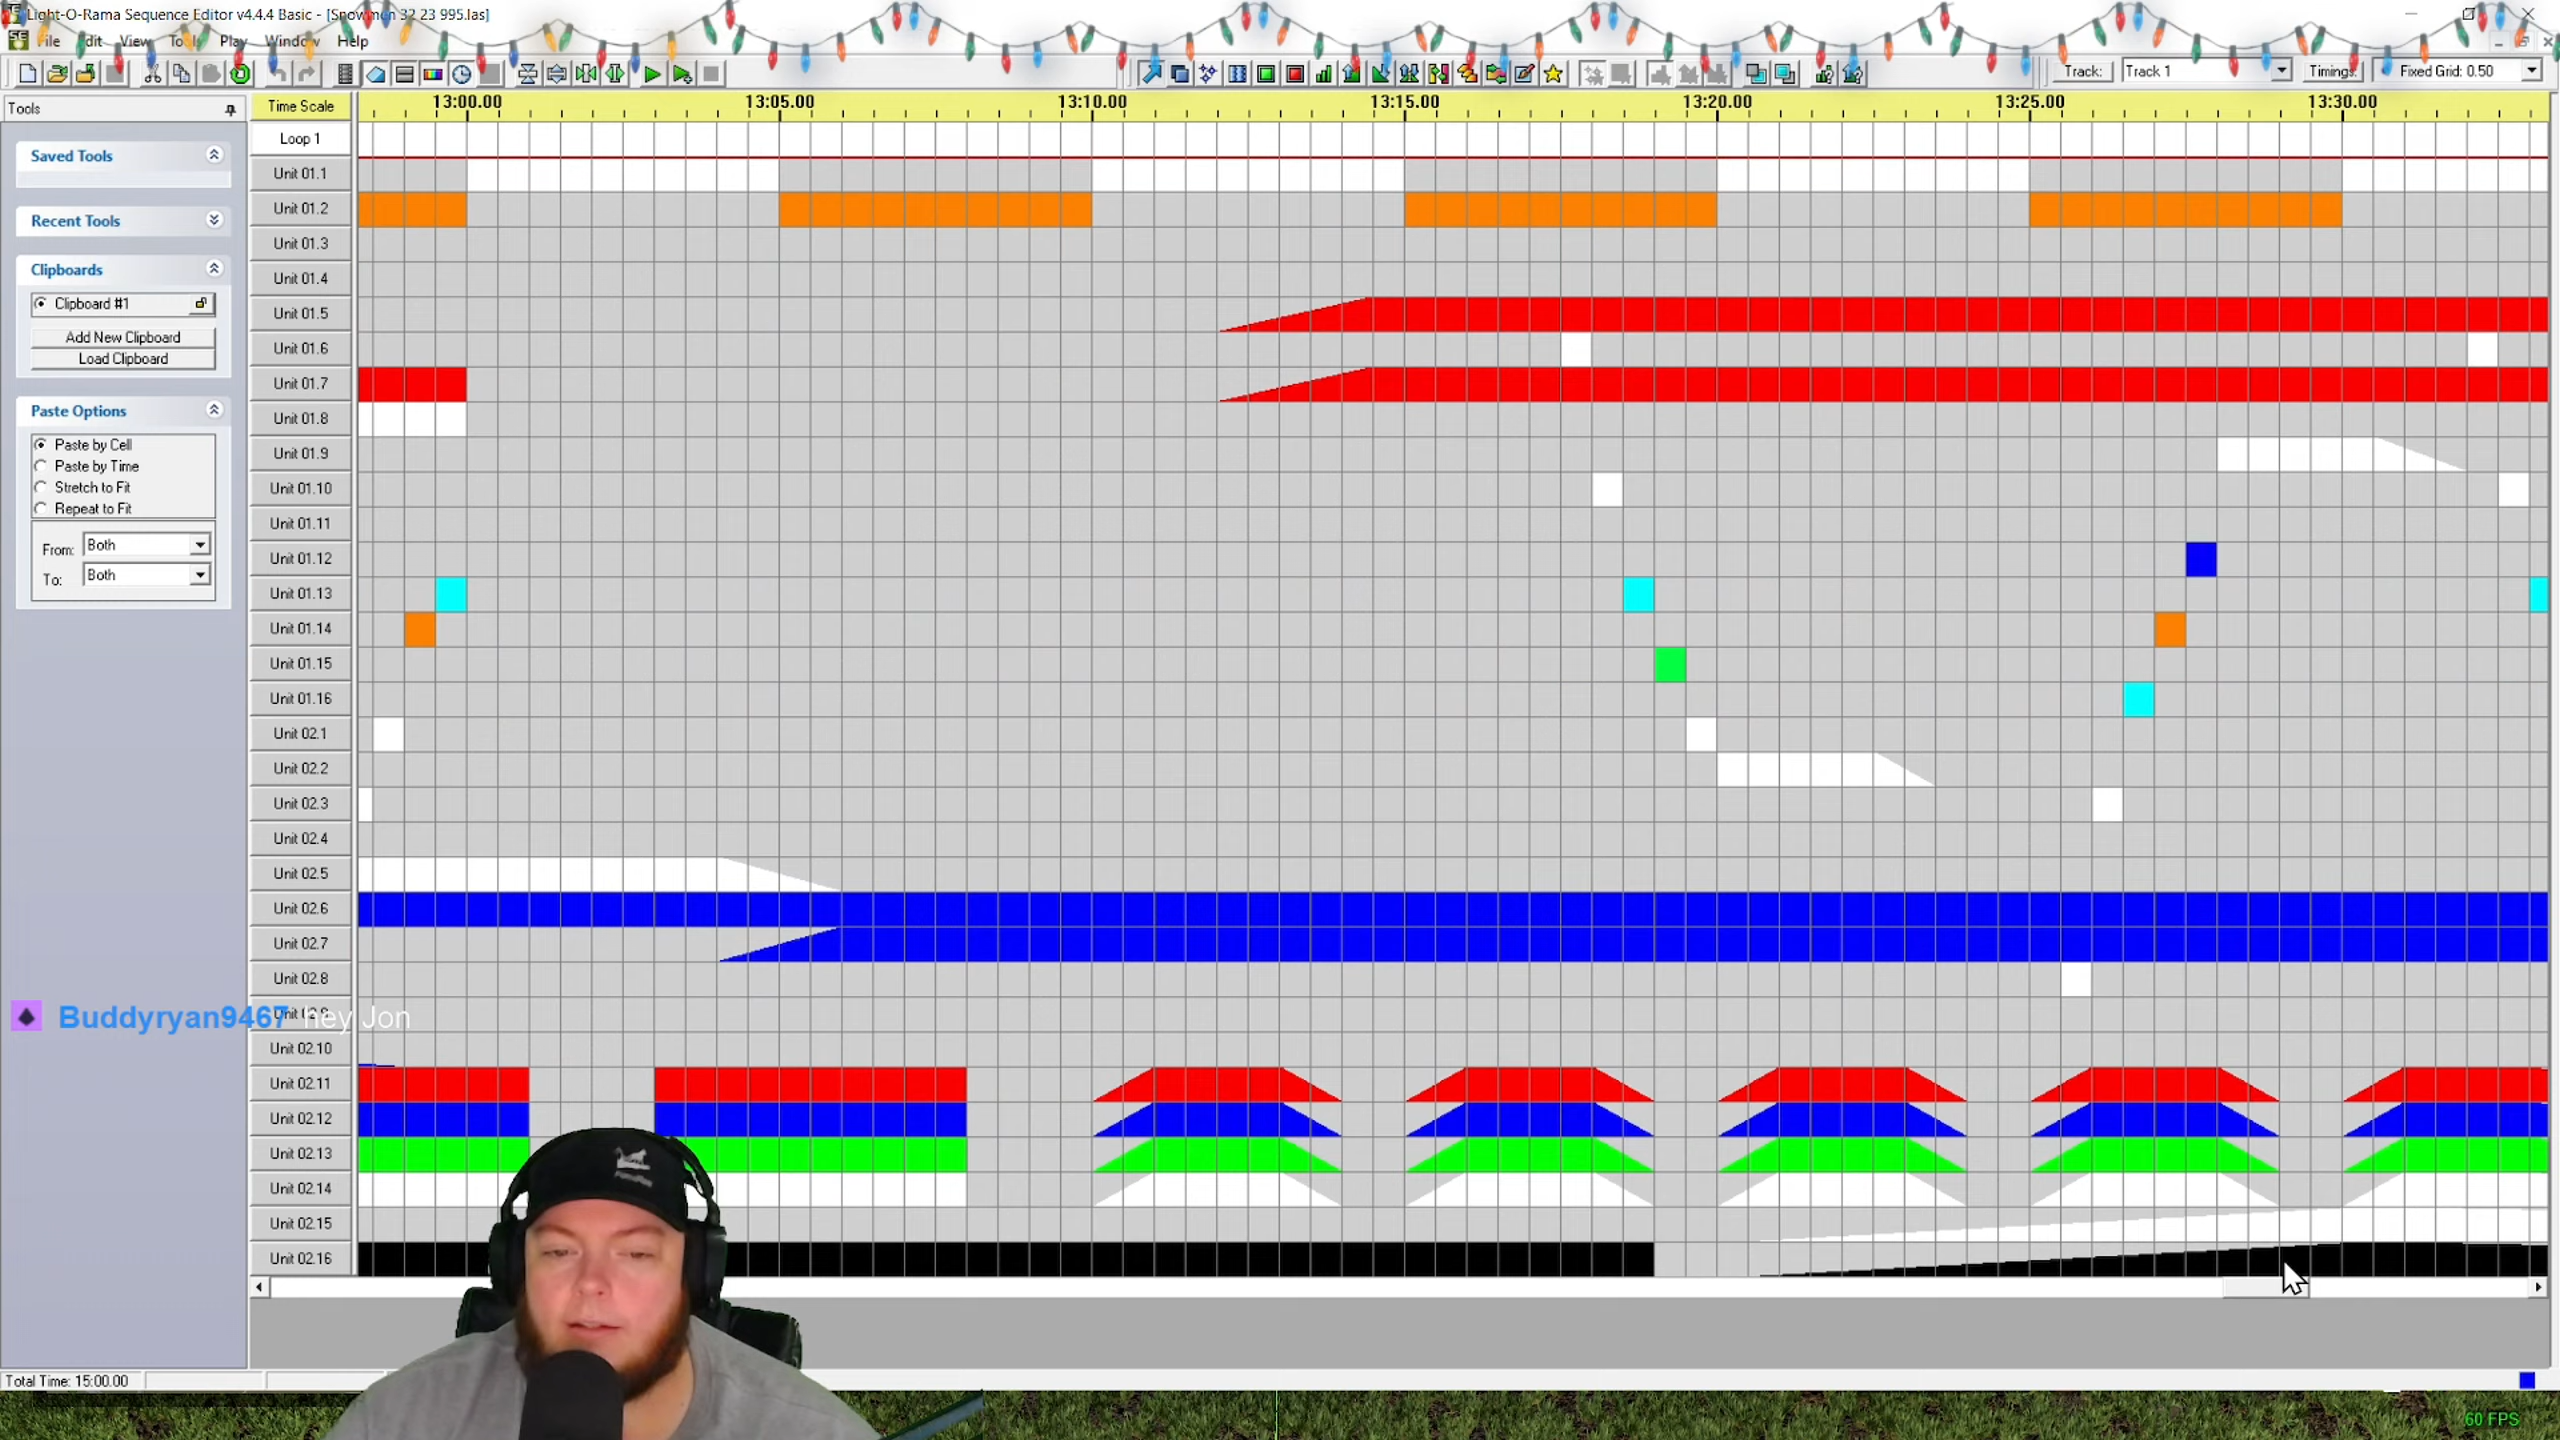 Light-O-Rama Sequence Editor v4.4.4 Basic - [Snowmen 32 23 995.las]
File Edit View Tools Play Window Help
Track: Track 1 Timings: Fixed Grid: 0.50
Tools
Time Scale 13:00.00 13:05.00 13:10.00 13:15.00 13:20.00 13:25.00 13:30.00
Loop 1
Saved Tools
Recent Tools
Clipboards
Clipboard #1
Add New Clipboard
Load Clipboard
Paste Options
Paste by Cell
Paste by Time
Stretch to Fit
Repeat to Fit
From: Both
To: Both
Unit 01.1
Unit 01.2
Unit 01.3
Unit 01.4
Unit 01.5
Unit 01.6
Unit 01.7
Unit 01.8
Unit 01.9
Unit 01.10
Unit 01.11
Unit 01.12
Unit 01.13
Unit 01.14
Unit 01.15
Unit 01.16
Unit 02.1
Unit 02.2
Unit 02.3
Unit 02.4
Unit 02.5
Unit 02.6
Unit 02.7
Unit 02.8
Unit 02.9
Buddyryan9467 hey Jon
Unit 02.10
Unit 02.11
Unit 02.12
Unit 02.13
Unit 02.14
Unit 02.15
Unit 02.16
Total Time: 15:00.00
60 FPS